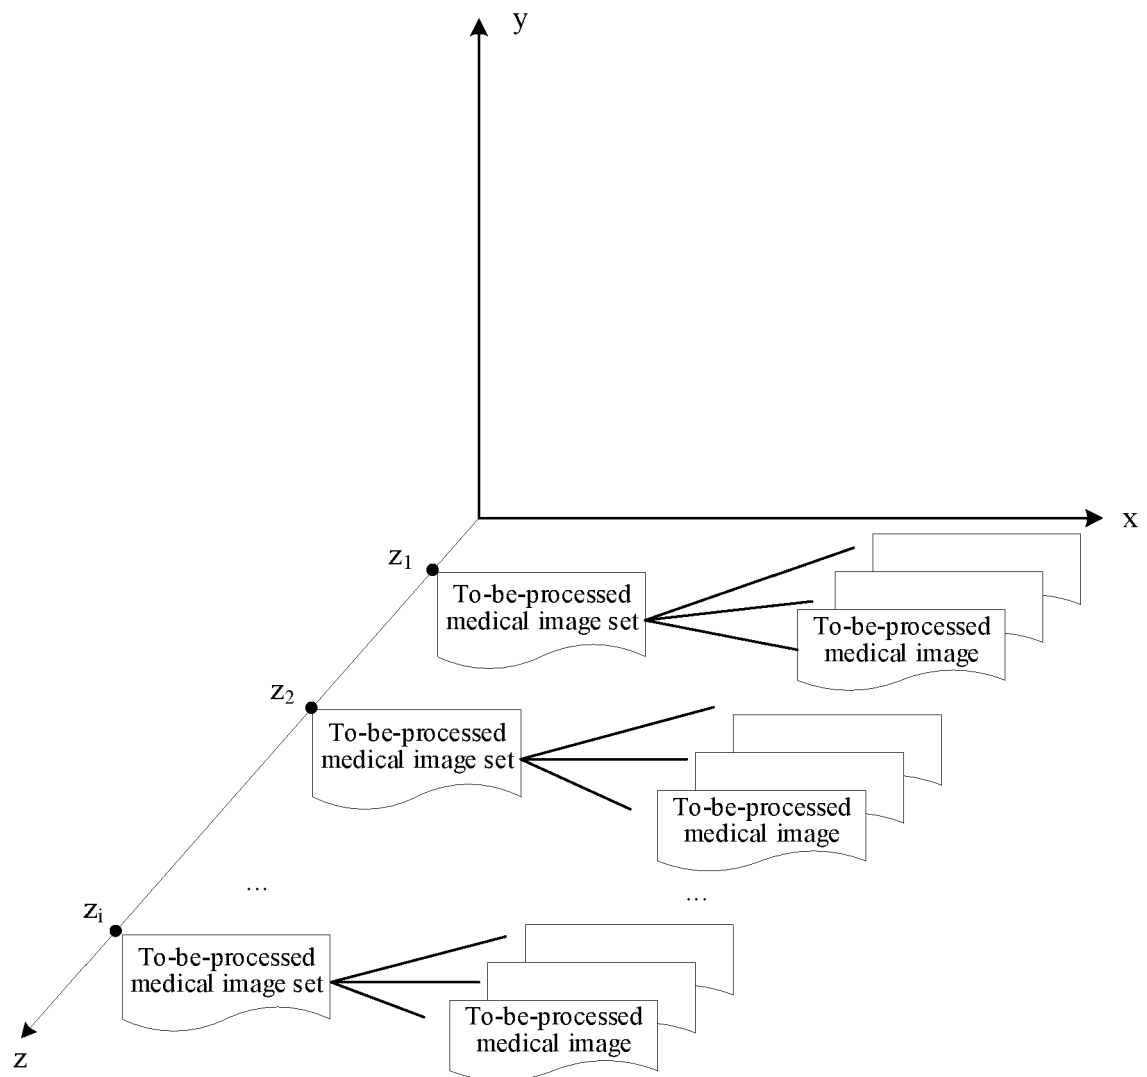 y
x
z₁
To-be-processed
medical image set
To-be-processed
medical image
z₂
To-be-processed
medical image set
To-be-processed
medical image
...
...
zᵢ
To-be-processed
medical image set
To-be-processed
medical image
z